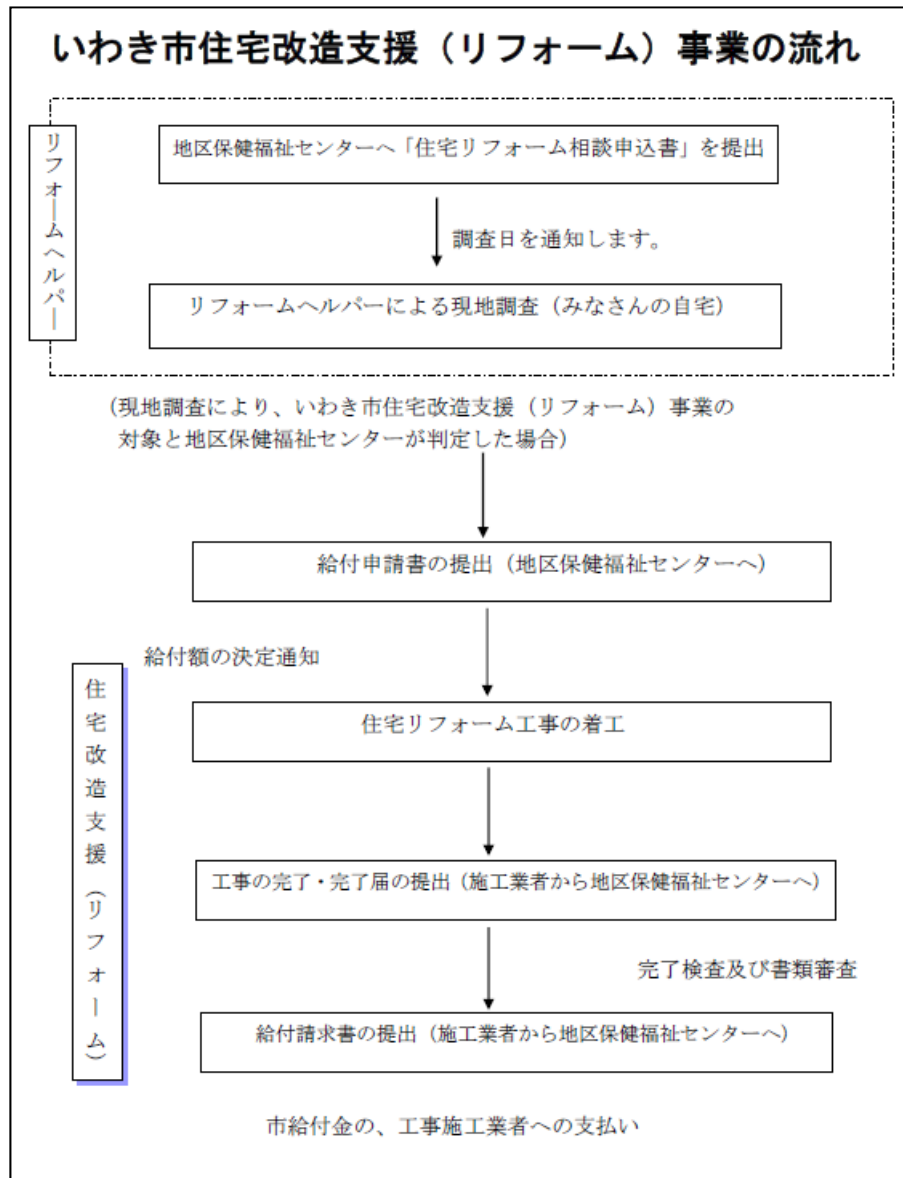 いわき市住宅改造支援（リフォーム）事業の流れ
リフォームヘルパー
地区保健福祉センターへ「住宅リフォーム相談申込書」を提出
調査日を通知します。
リフォームヘルパーによる現地調査（みなさんの自宅）
（現地調査により、いわき市住宅改造支援（リフォーム）事業の
対象と地区保健福祉センターが判定した場合）
給付申請書の提出（地区保健福祉センターへ）
給付額の決定通知
住宅改造支援（リフォーム）
住宅リフォーム工事の着工
工事の完了・完了届の提出（施工業者から地区保健福祉センターへ）
完了検査及び書類審査
給付請求書の提出（施工業者から地区保健福祉センターへ）
市給付金の、工事施工業者への支払い